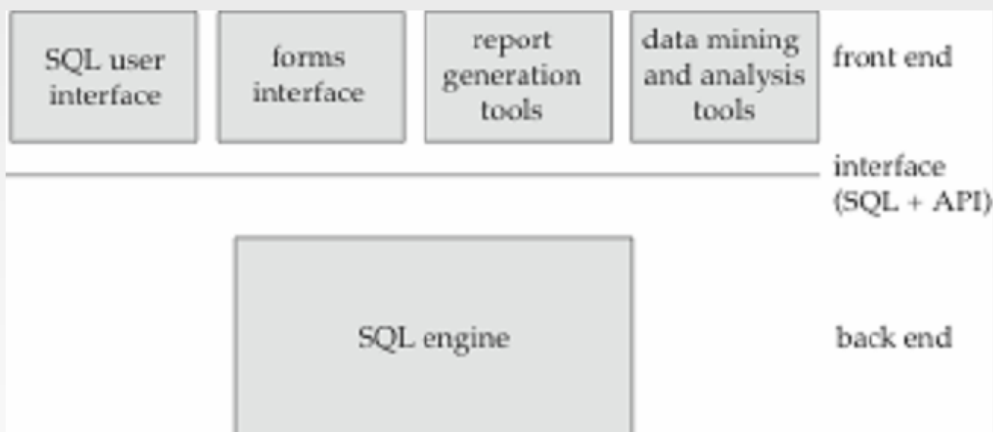 SQL user
interface
forms
interface
report
generation
tools
data mining
and analysis
tools
front end
interface
(SQL + API)
SQL engine
back end